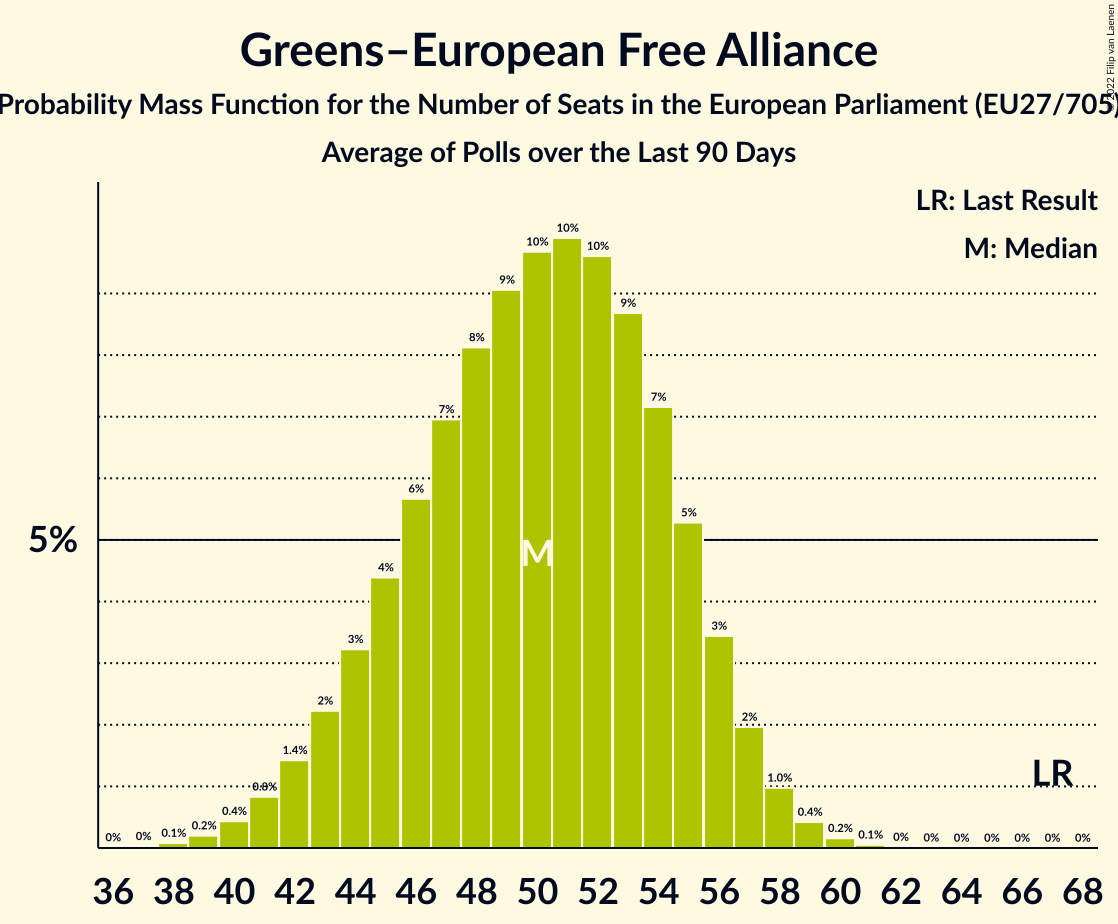 Greens–European Free Alliance
Probability Mass Function for the Number of Seats in the European Parliament (EU27/705)
Average of Polls over the Last 90 Days
© 2022 Filip van Laenen
LR: Last Result
M: Median
0% 0% 0.1% 0.2% 0.4% 0.8% 1.4% 2% 3% 4% 6% 7% 8% 9% 10% 10% 10% 9% 7% 5% 3% 2% 1.0% 0.4% 0.2% 0.1% 0% 0% 0% 0% 0% 0% 0%
5%
M
LR
36 38 40 42 44 46 48 50 52 54 56 58 60 62 64 66 68